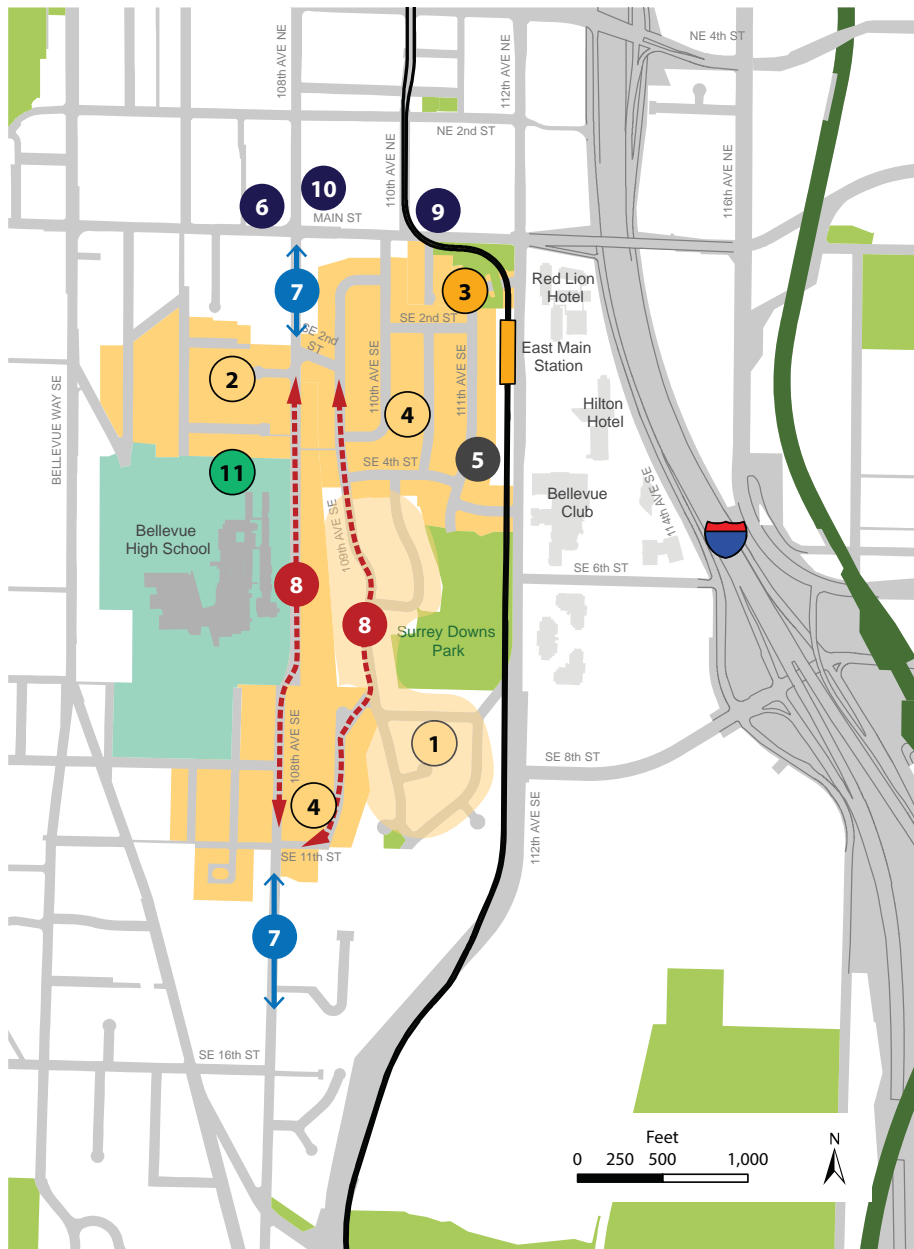 NE 4th ST
108th AVE NE
112th AVE NE
NE 2nd ST
110th AVE NE
116th AVE NE
10
6
9
MAIN ST
7
3
Red Lion
Hotel
SE 2nd ST
SE 2nd
ST
East Main
Station
2
110th AVE SE
111th AVE SE
BELLEVUE WAY SE
4
Hilton
Hotel
11
SE 4th ST
5
114th AVE SE
Bellevue
Club
109th AVE SE
Bellevue
High School
8
SE 6th ST
8
Surrey Downs
Park
108th AVE SE
1
SE 8th ST
4
112th AVE SE
SE 11th ST
7
SE 16th ST
Feet
0 250 500 1,000
N